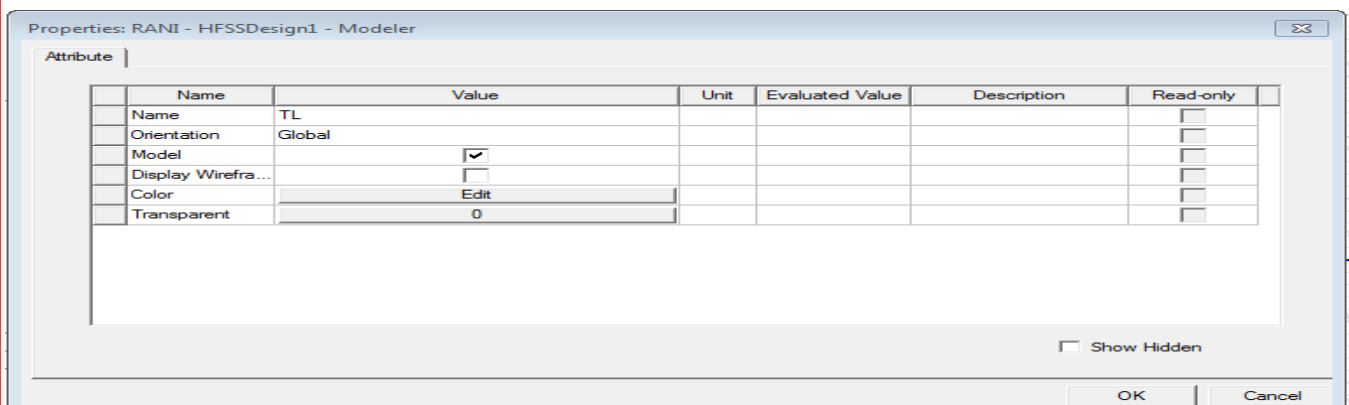 Properties: RANI - HFSSDesign1 - Modeler
Attribute
Name Value Unit Evaluated Value Description Read-only
Name TL
Orientation Global
Model
Display Wirefra...
Color Edit
Transparent 0
Show Hidden
OK Cancel